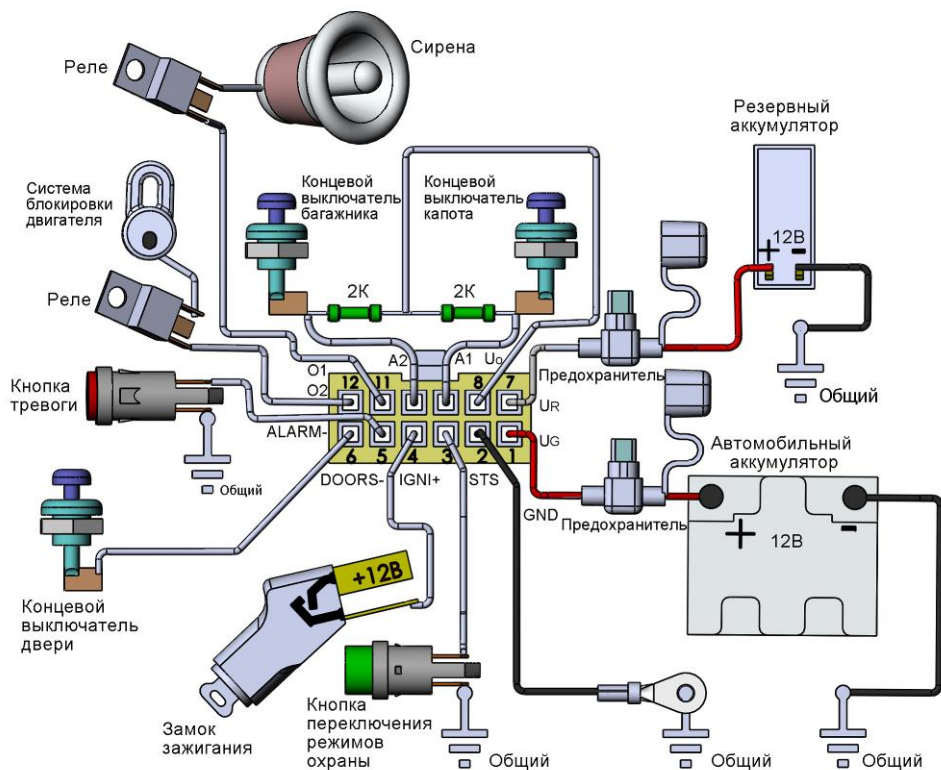 Сирена
Реле
Резервный
аккумулятор
Система
блокировки
двигателя
Концевой
выключатель
багажника
Концевой
выключатель
капота
+ 12В -
2К
2К
Реле
O1
O2
A2
A1
UO
Предохранитель
Общий
12
11
8
7
UR
Кнопка
тревоги
ALARM-
UG
Автомобильный
аккумулятор
6
5
4
3
2
1
Общий
DOORS-
IGNI+
STS
GND
Предохранитель
+ 12В -
+12В
Концевой
выключатель
двери
Замок
зажигания
Кнопка
переключения
режимов
охраны
Общий
Общий
Общий